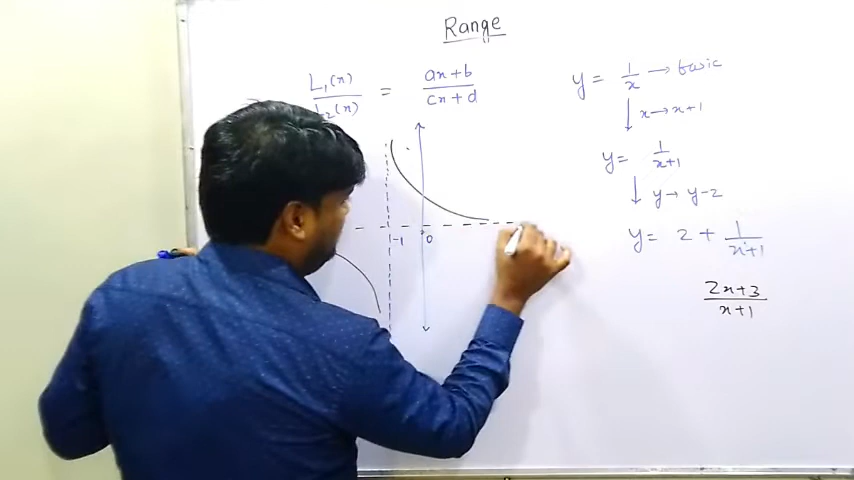 Range
L₁(x)/L₂(x) = ax+b/cx+d
-1 0
y = 1/x → basic
↓ x→x+1
y = 1/x+1
↓ y→ y-2
y = 2 + 1/x+1
2x+3/x+1